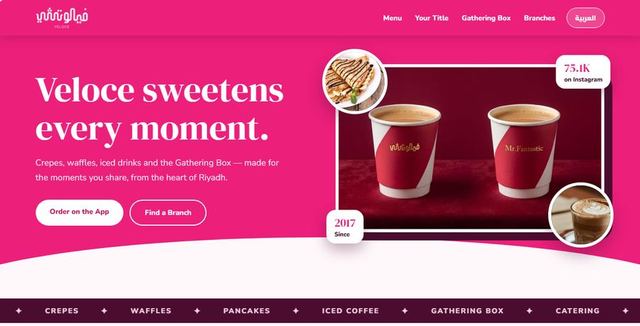 ڤيالوتشي
VELOCE
Menu
Your Title
Gathering Box
Branches
العربية
Veloce sweetens
every moment.
Crepes, waffles, iced drinks and the Gathering Box — made for
the moments you share, from the heart of Riyadh.
Order on the App
Find a Branch
75.1K
on Instagram
Mr.Fantastic
2017
Since
✦ CREPES ✦ WAFFLES ✦ PANCAKES ✦ ICED COFFEE ✦ GATHERING BOX ✦ CATERING ✦